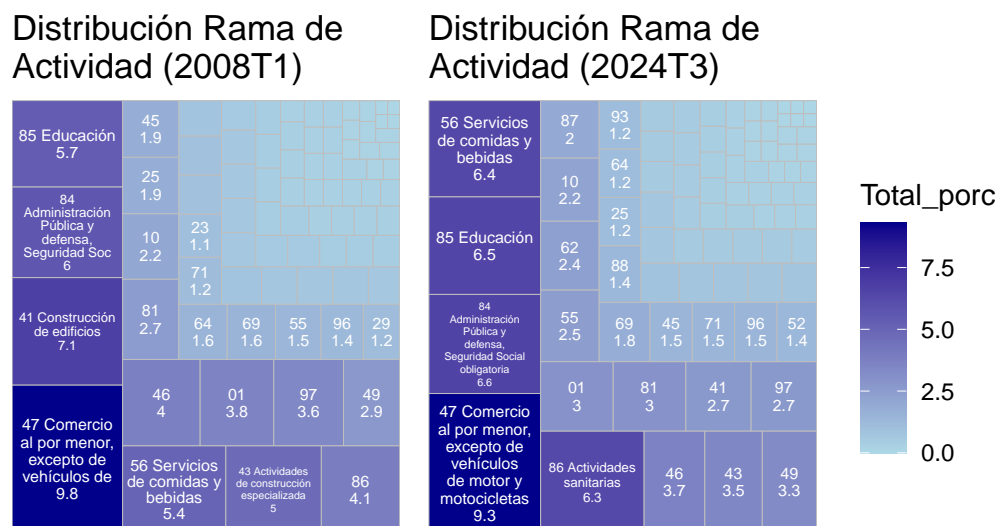 Distribución Rama de
Actividad (2008T1)
85 Educación
5.7
84
Administración
Pública y
defensa,
Seguridad Soc
6
41 Construcción
de edificios
7.1
47 Comercio
al por menor,
excepto de
vehículos de
9.8
45
1.9
25
1.9
10
2.2
81
2.7
23
1.1
71
1.2
64
1.6
69
1.6
55
1.5
96
1.4
29
1.2
46
4
01
3.8
97
3.6
49
2.9
56 Servicios
de comidas y
bebidas
5.4
43 Actividades
de construcción
especializada
5
86
4.1
Distribución Rama de
Actividad (2024T3)
56 Servicios
de comidas y
bebidas
6.4
85 Educación
6.5
84
Administración
Pública y
defensa,
Seguridad Social
obligatoria
6.6
47 Comercio
al por menor,
excepto de
vehículos
de motor y
motocicletas
9.3
87
2
10
2.2
62
2.4
55
2.5
93
1.2
64
1.2
25
1.2
88
1.4
69
1.8
45
1.5
71
1.5
96
1.5
52
1.4
01
3
81
3
41
2.7
97
2.7
86 Actividades
sanitarias
6.3
46
3.7
43
3.5
49
3.3
Total_porc
7.5
5.0
2.5
0.0